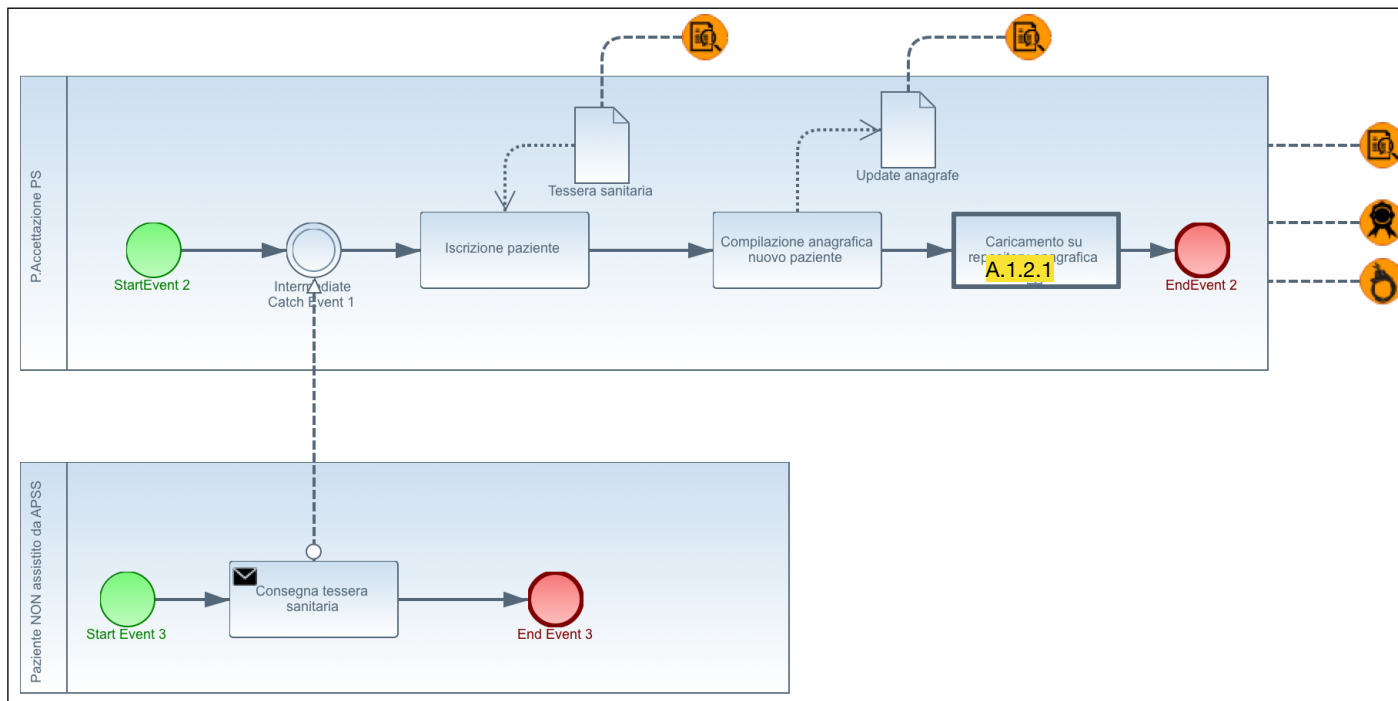 P.Accettazione PS
Tessera sanitaria
Update anagrafe
StartEvent 2
Intermediate
Catch Event 1
Iscrizione paziente
Compilazione anagrafica
nuovo paziente
Caricamento su
anagrafica
A.1.2.1
EndEvent 2
Paziente NON assistito da APSS
Start Event 3
Consegna tessera
sanitaria
End Event 3